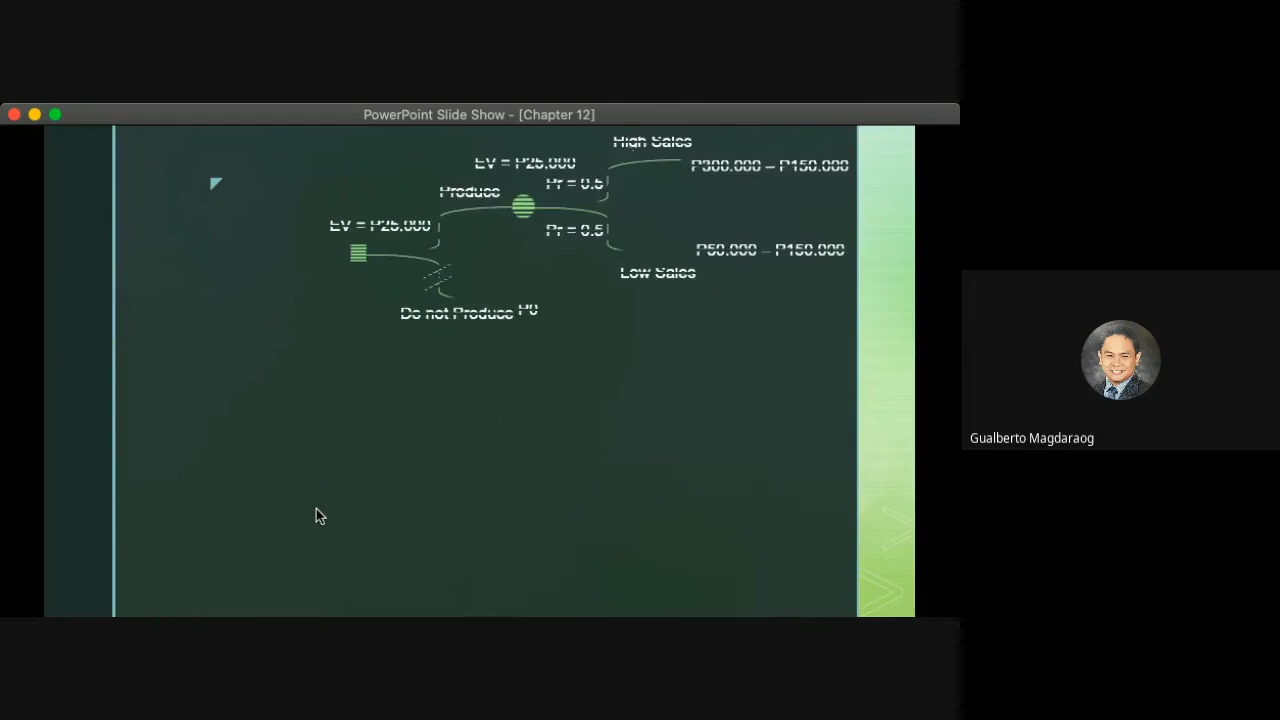 PowerPoint Slide Show - [Chapter 12]
High Sales
EV = P25,000
P300.000 – P150.000
Produce
Pr = 0.5
EV = P25,000
Pr = 0.5
P50.000 – P150.000
Low Sales
Do not Produce P0
Gualberto Magdaraog